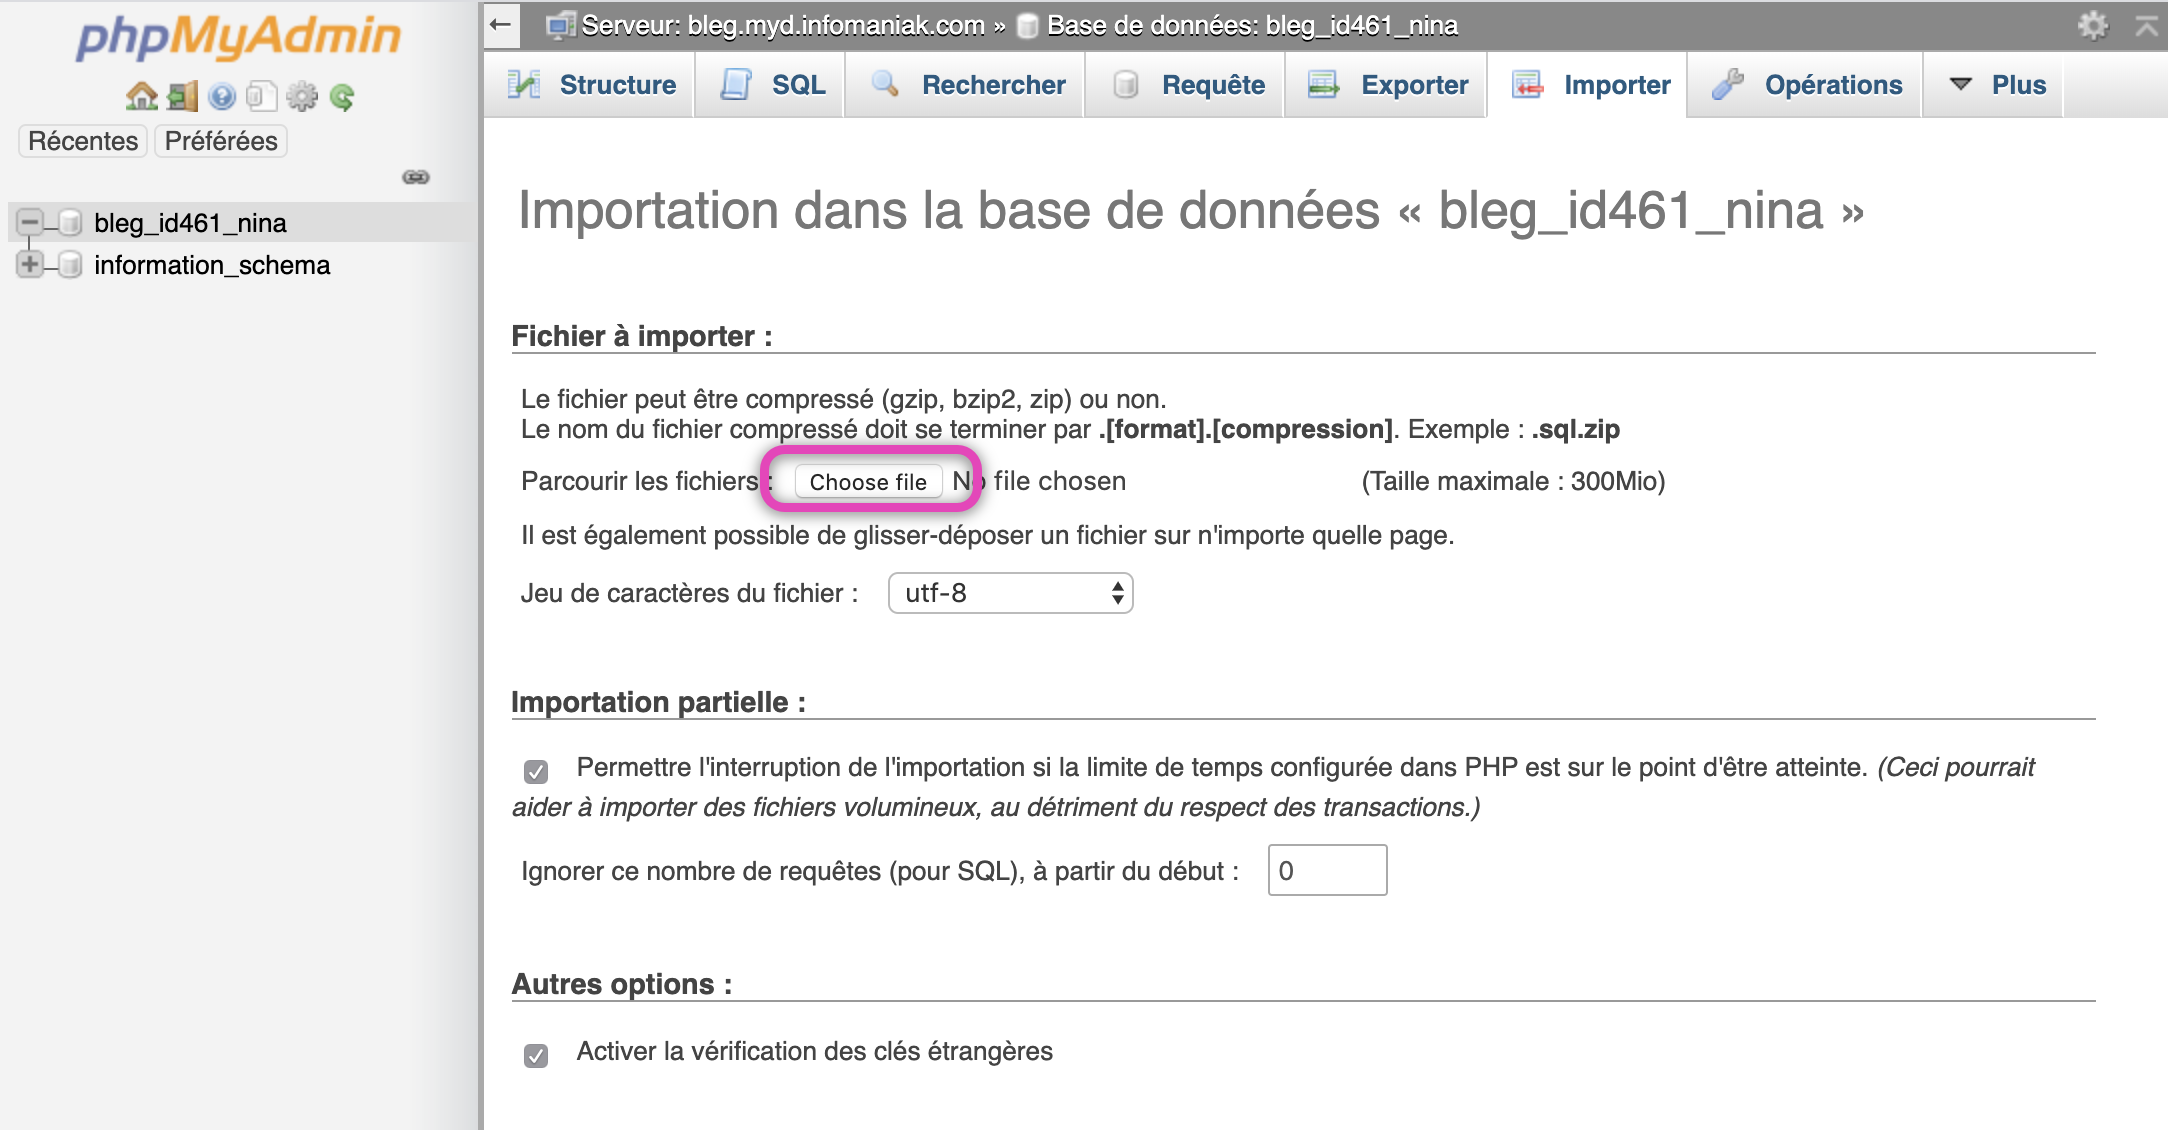 phpMyAdmin
Récentes
Préférées
bleg_id461_nina
information_schema
Serveur: bleg.myd.infomaniak.com » Base de données: bleg_id461_nina
Structure
SQL
Rechercher
Requête
Exporter
Importer
Opérations
Plus
Importation dans la base de données « bleg_id461_nina »
Fichier à importer :
Le fichier peut être compressé (gzip, bzip2, zip) ou non.
Le nom du fichier compressé doit se terminer par .[format].[compression]. Exemple : .sql.zip
Parcourir les fichiers : Choose file No file chosen (Taille maximale : 300Mio)
Il est également possible de glisser-déposer un fichier sur n'importe quelle page.
Jeu de caractères du fichier : utf-8
Importation partielle :
Permettre l'interruption de l'importation si la limite de temps configurée dans PHP est sur le point d'être atteinte. (Ceci pourrait
aider à importer des fichiers volumineux, au détriment du respect des transactions.)
Ignorer ce nombre de requêtes (pour SQL), à partir du début : 0
Autres options :
Activer la vérification des clés étrangères